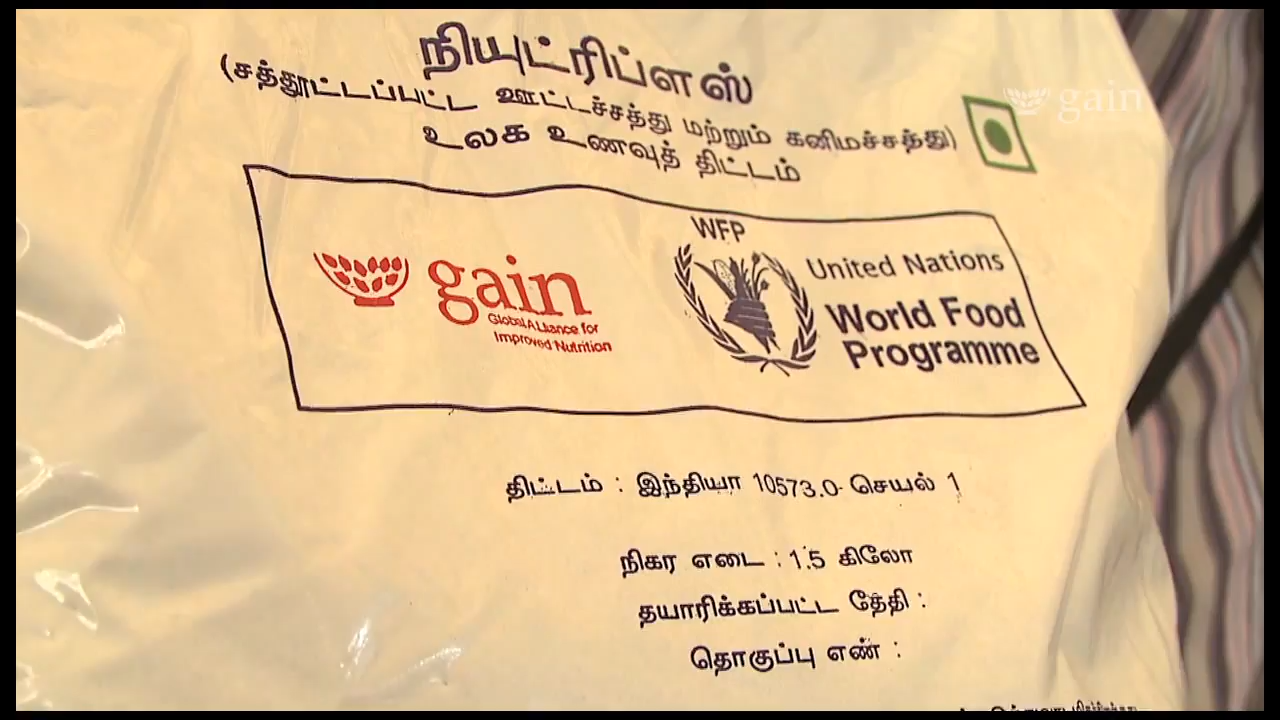 நியுட்ரிப்ளஸ்
(சத்தூட்டப்பட்ட ஊட்டச்சத்து மற்றும் கனிமச்சத்து)
உலக உணவுத் திட்டம்
gain
gain
Global Alliance for
Improved Nutrition
WFP
United Nations
World Food
Programme
திட்டம் : இந்தியா 10573.0- செயல் 1
நிகர எடை : 1.5 கிலோ
தயாரிக்கப்பட்ட தேதி :
தொகுப்பு எண் :